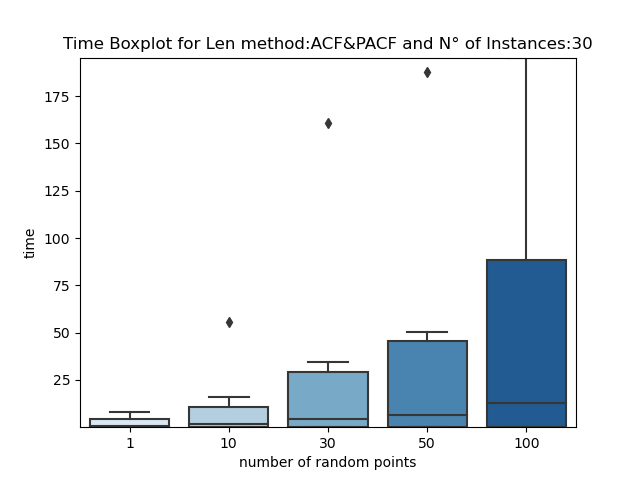 Time Boxplot for Len method:ACF&PACF and N° of Instances:30
175
150
125
100
75
50
25
time
1 10 30 50 100
number of random points